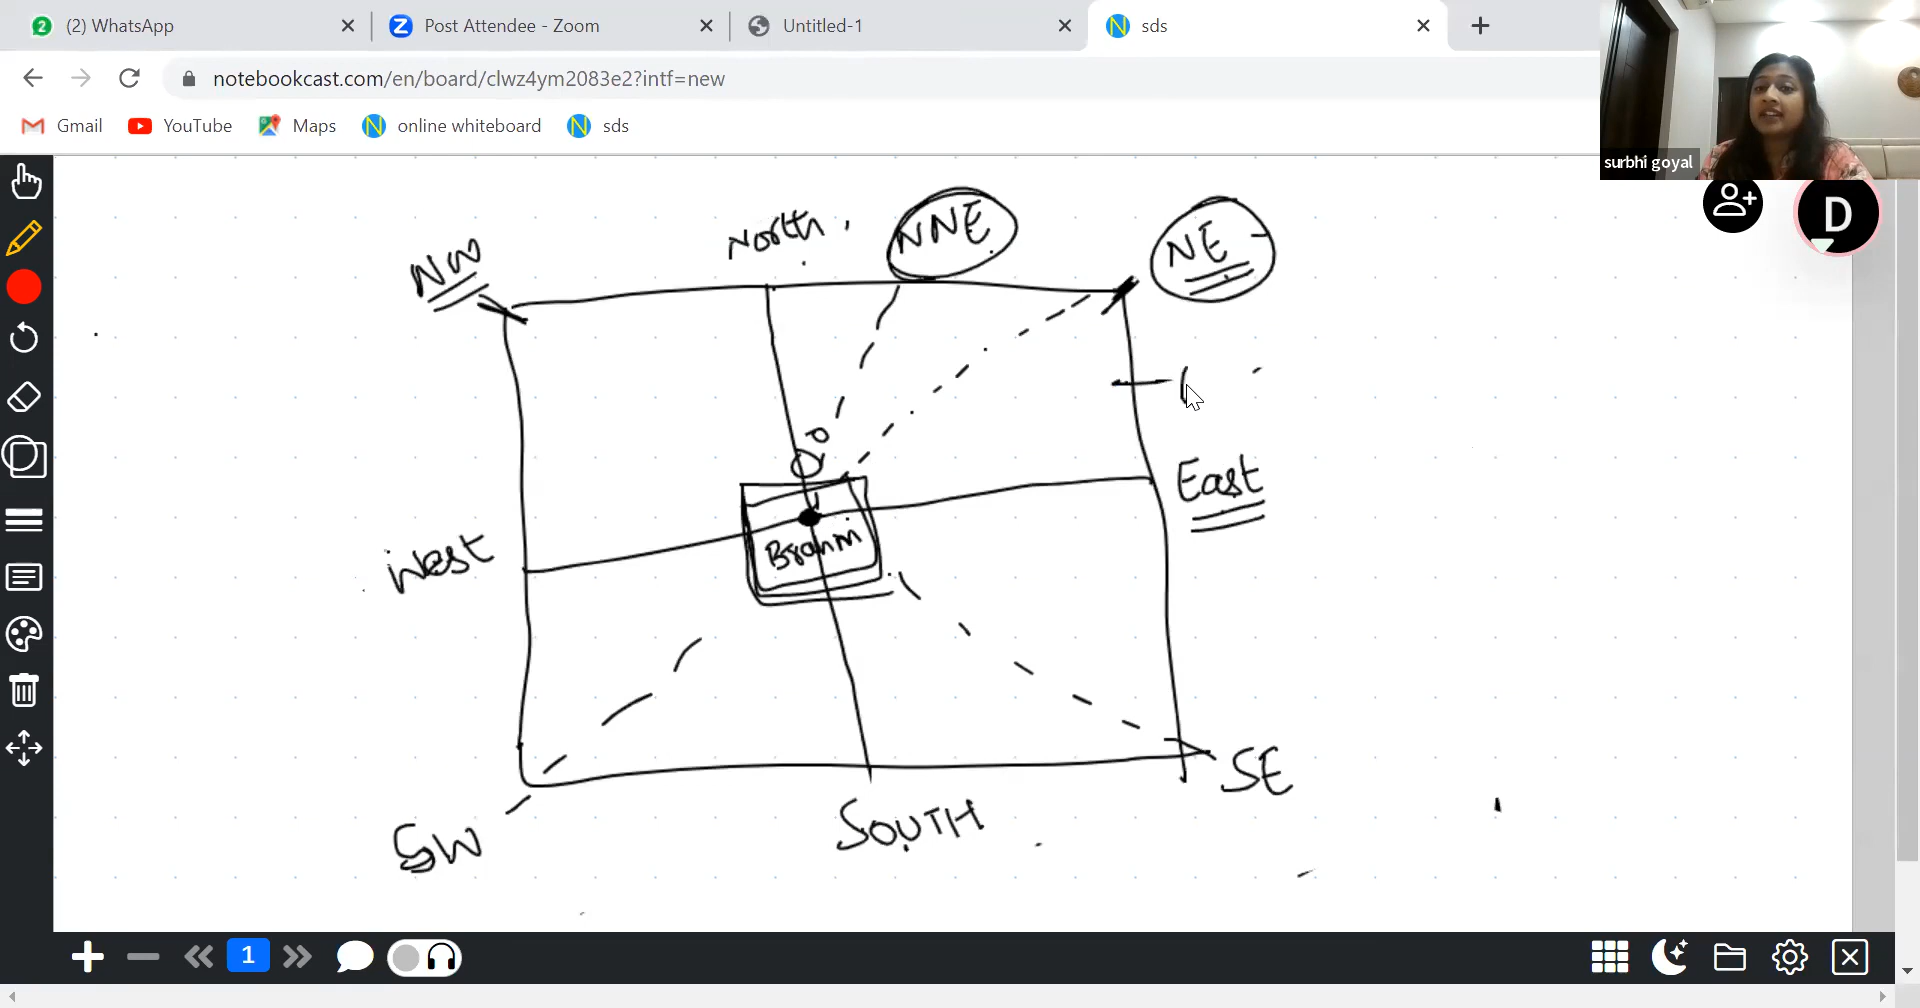 (2) WhatsApp
Post Attendee - Zoom
Untitled-1
sds
notebookcast.com/en/board/clwz4ym2083e2?intf=new
Gmail
YouTube
Maps
online whiteboard
sds
surbhi goyal
D
North
NNE
NE
NW
East
West
Brahm
SE
SOUTH
SW
1